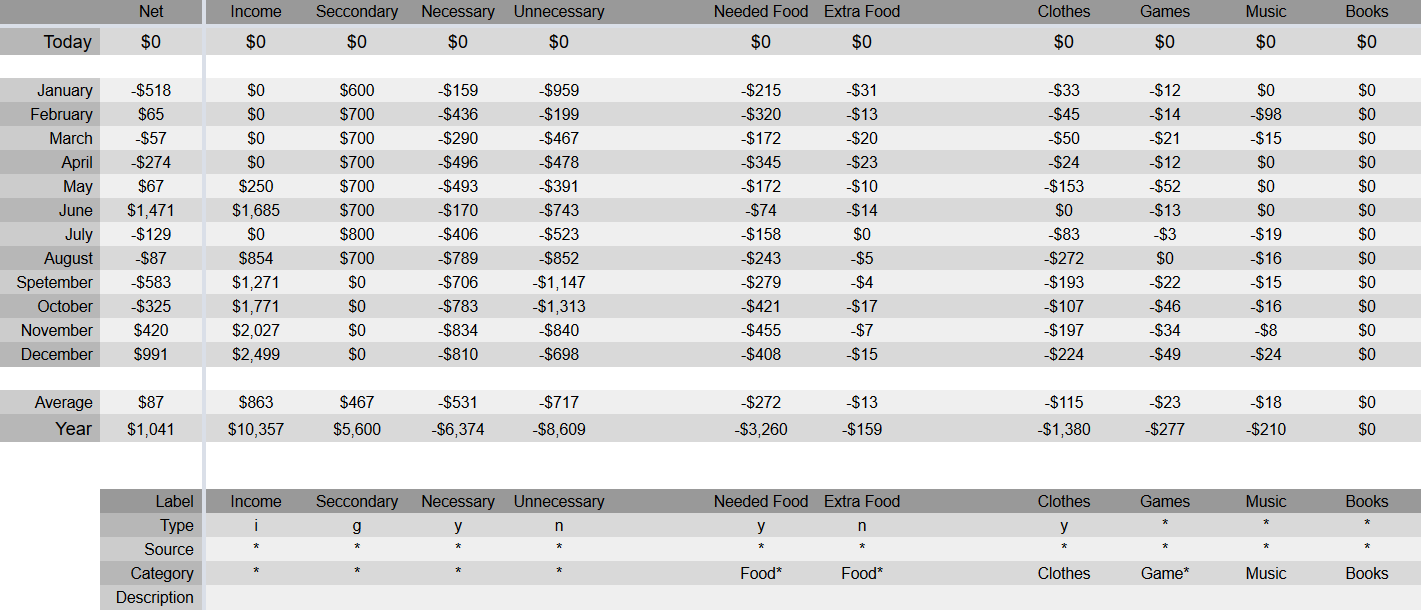 Net Income Seccondary Necessary Unnecessary Needed Food Extra Food Clothes Games Music Books
Today $0 $0 $0 $0 $0 $0 $0 $0 $0 $0 $0
January -$518 $0 $600 -$159 -$959 -$215 -$31 -$33 -$12 $0 $0
February $65 $0 $700 -$436 -$199 -$320 -$13 -$45 -$14 -$98 $0
March -$57 $0 $700 -$290 -$467 -$172 -$20 -$50 -$21 -$15 $0
April -$274 $0 $700 -$496 -$478 -$345 -$23 -$24 -$12 $0 $0
May $67 $250 $700 -$493 -$391 -$172 -$10 -$153 -$52 $0 $0
June $1,471 $1,685 $700 -$170 -$743 -$74 -$14 $0 -$13 $0 $0
July -$129 $0 $800 -$406 -$523 -$158 $0 -$83 -$3 -$19 $0
August -$87 $854 $700 -$789 -$852 -$243 -$5 -$272 $0 -$16 $0
Spetember -$583 $1,271 $0 -$706 -$1,147 -$279 -$4 -$193 -$22 -$15 $0
October -$325 $1,771 $0 -$783 -$1,313 -$421 -$17 -$107 -$46 -$16 $0
November $420 $2,027 $0 -$834 -$840 -$455 -$7 -$197 -$34 -$8 $0
December $991 $2,499 $0 -$810 -$698 -$408 -$15 -$224 -$49 -$24 $0
Average $87 $863 $467 -$531 -$717 -$272 -$13 -$115 -$23 -$18 $0
Year $1,041 $10,357 $5,600 -$6,374 -$8,609 -$3,260 -$159 -$1,380 -$277 -$210 $0
Label Income Seccondary Necessary Unnecessary Needed Food Extra Food Clothes Games Music Books
Type i g y n y n y * * *
Source * * * * * * * * * *
Category * * * * Food* Food* Clothes Game* Music Books
Description